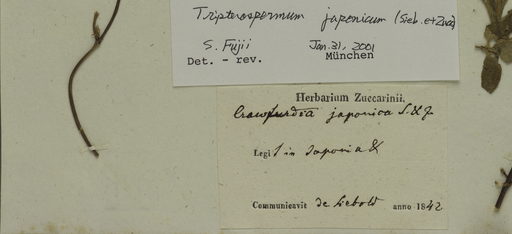 Tripterospermum japonicum (Sieb. et Zucc.)
S. Fujii Jan. 31, 2001
Det. - rev. München
Herbarium Zuccarinii.
Crawfurdia japonica S. & Z.
Legit in Japonia
Communicavit de Siebold anno 1842